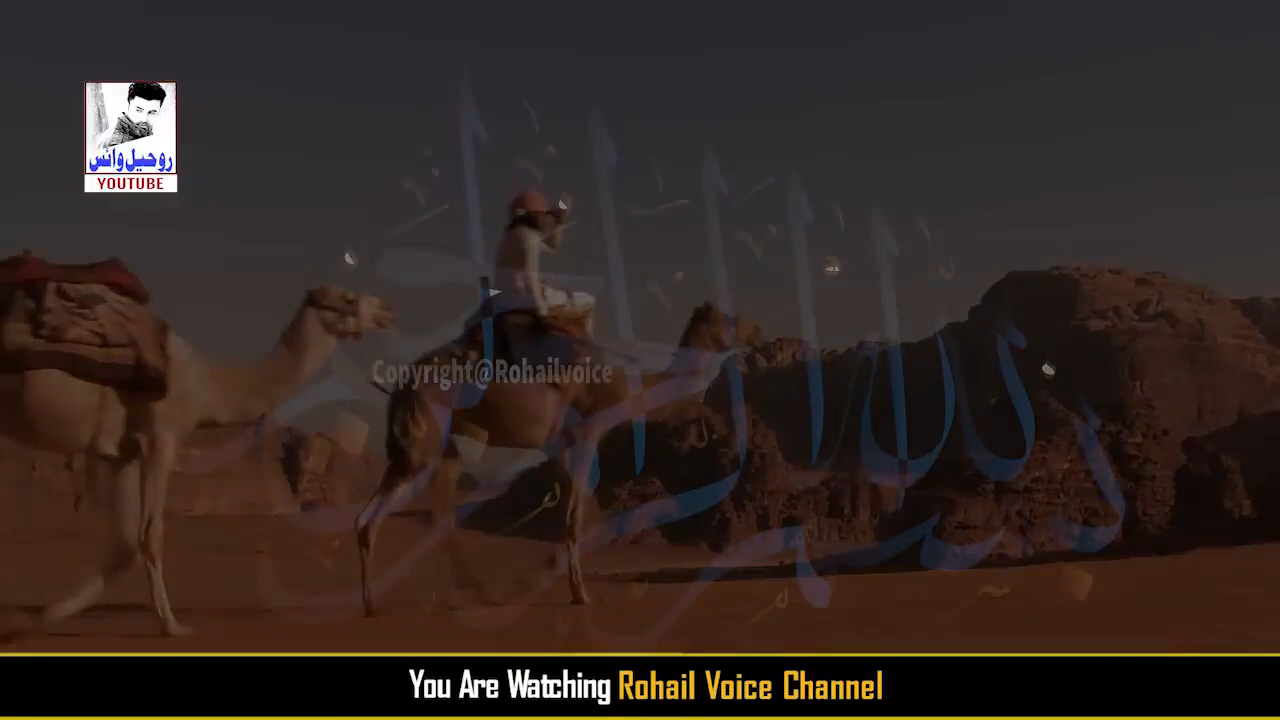 روحیل وائس
YOUTUBE
Copyright@Rohailvoice
You Are Watching Rohail Voice Channel